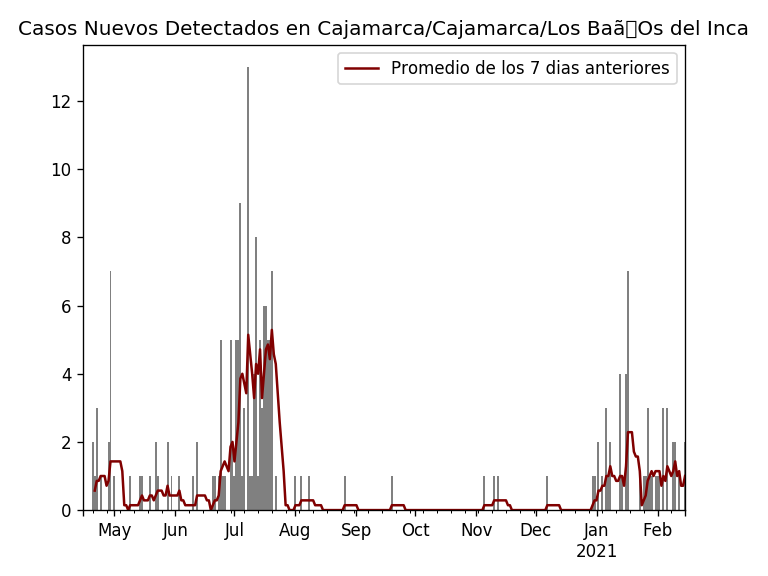 Casos Nuevos Detectados en Cajamarca/Cajamarca/Los Baã▯Os del Inca
Promedio de los 7 dias anteriores
12
10
8
6
4
2
0
May Jun Jul Aug Sep Oct Nov Dec Jan Feb
2021